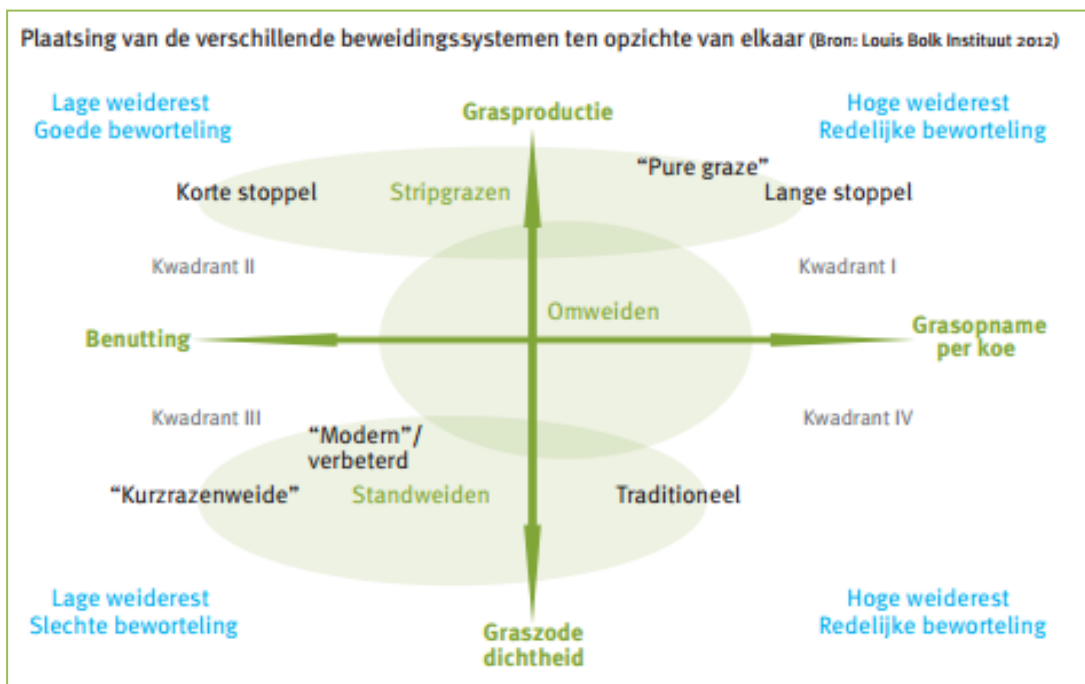 Plaatsing van de verschillende beweidingssystemen ten opzichte van elkaar (Bron: Louis Bolk Instituut 2012)
Lage weiderest
Goede beworteling
Grasproductie
Hoge weiderest
Redelijke beworteling
"Pure graze"
Korte stoppel
Stripgrazen
Lange stoppel
Kwadrant II
Kwadrant I
Omweiden
Benutting
Grasopname
per koe
Kwadrant III
Kwadrant IV
"Modern"/
verbeterd
"Kurzrazenweide"
Standweiden
Traditioneel
Lage weiderest
Slechte beworteling
Graszode
dichtheid
Hoge weiderest
Redelijke beworteling